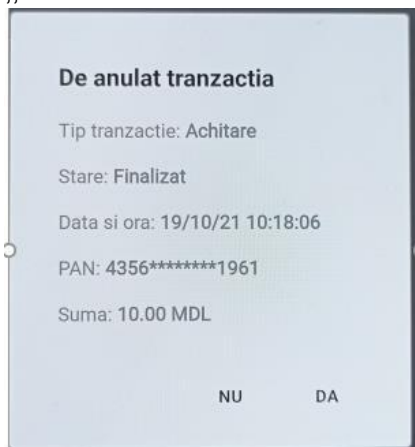 De anulat tranzactia
Tip tranzactie: Achitare
Stare: Finalizat
Data si ora: 19/10/21 10:18:06
PAN: 4356********1961
Suma: 10.00 MDL
NU DA